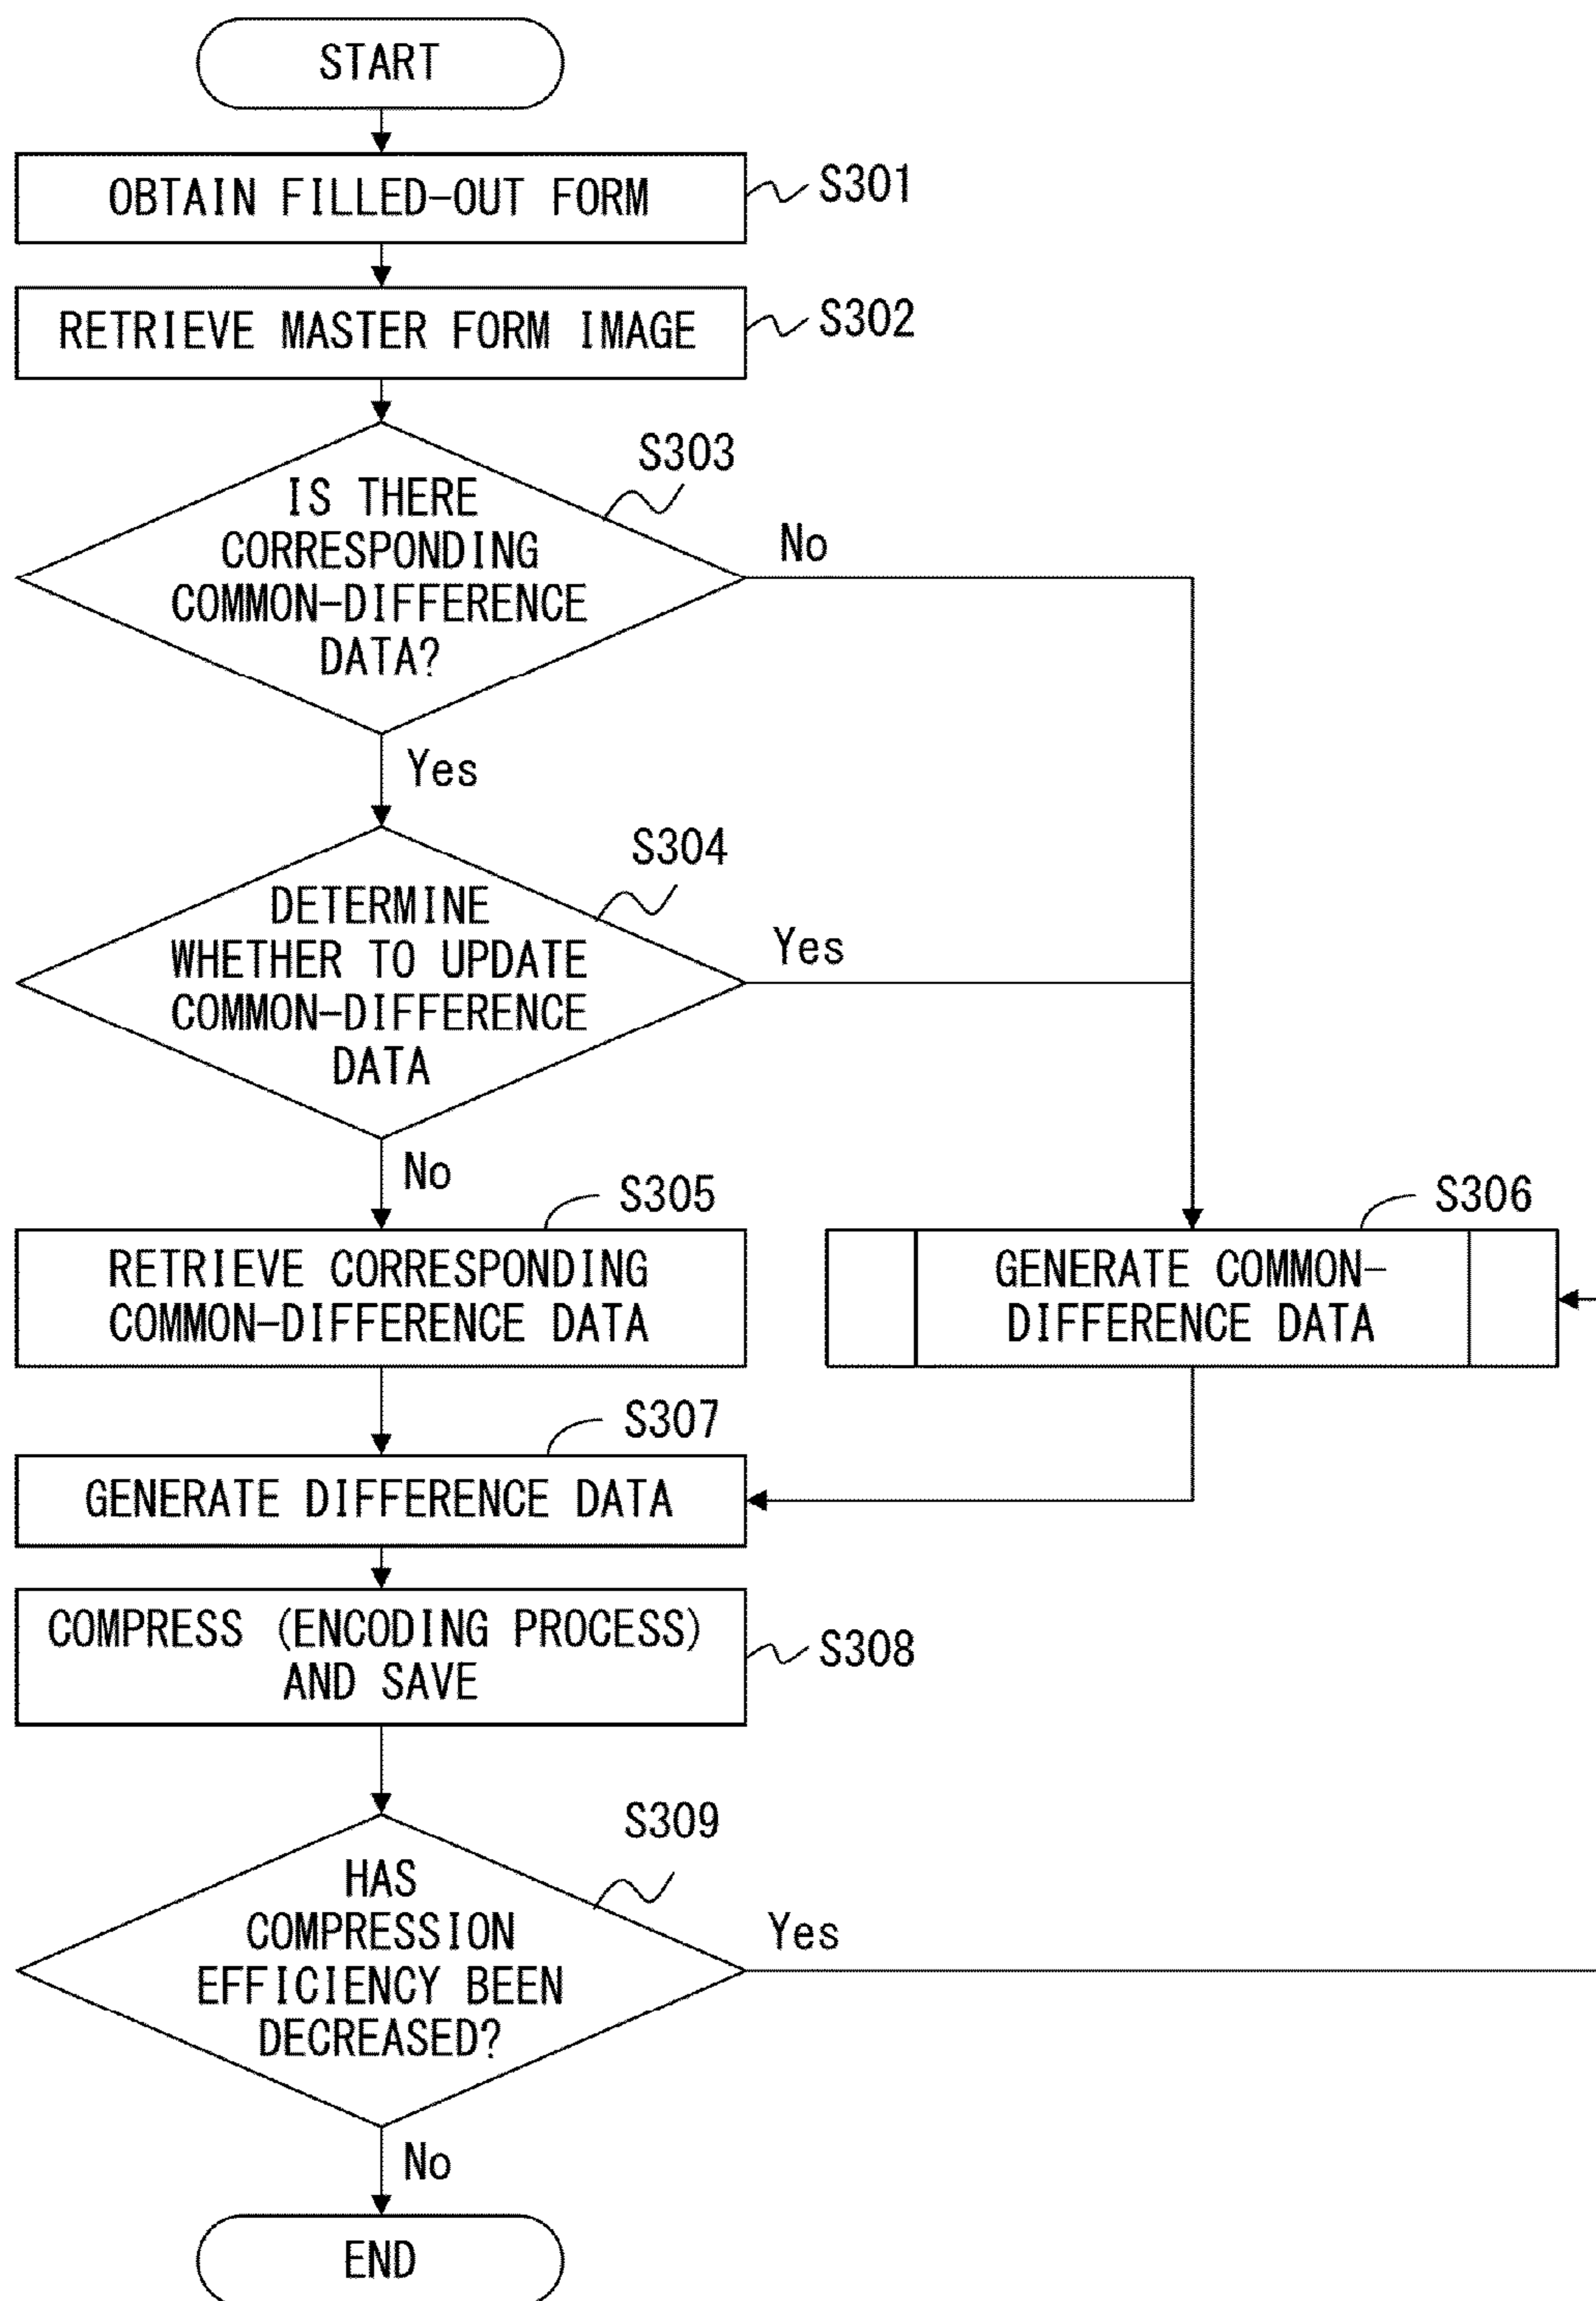 START
OBTAIN FILLED-OUT FORM
S301
RETRIEVE MASTER FORM IMAGE
S302
S303
IS THERE
CORRESPONDING
COMMON-DIFFERENCE
DATA?
No
Yes
S304
DETERMINE
WHETHER TO UPDATE
COMMON-DIFFERENCE
DATA
Yes
No
S305
RETRIEVE CORRESPONDING
COMMON-DIFFERENCE DATA
S306
GENERATE COMMON-
DIFFERENCE DATA
S307
GENERATE DIFFERENCE DATA
COMPRESS (ENCODING PROCESS)
AND SAVE
S308
S309
HAS
COMPRESSION
EFFICIENCY BEEN
DECREASED?
Yes
No
END